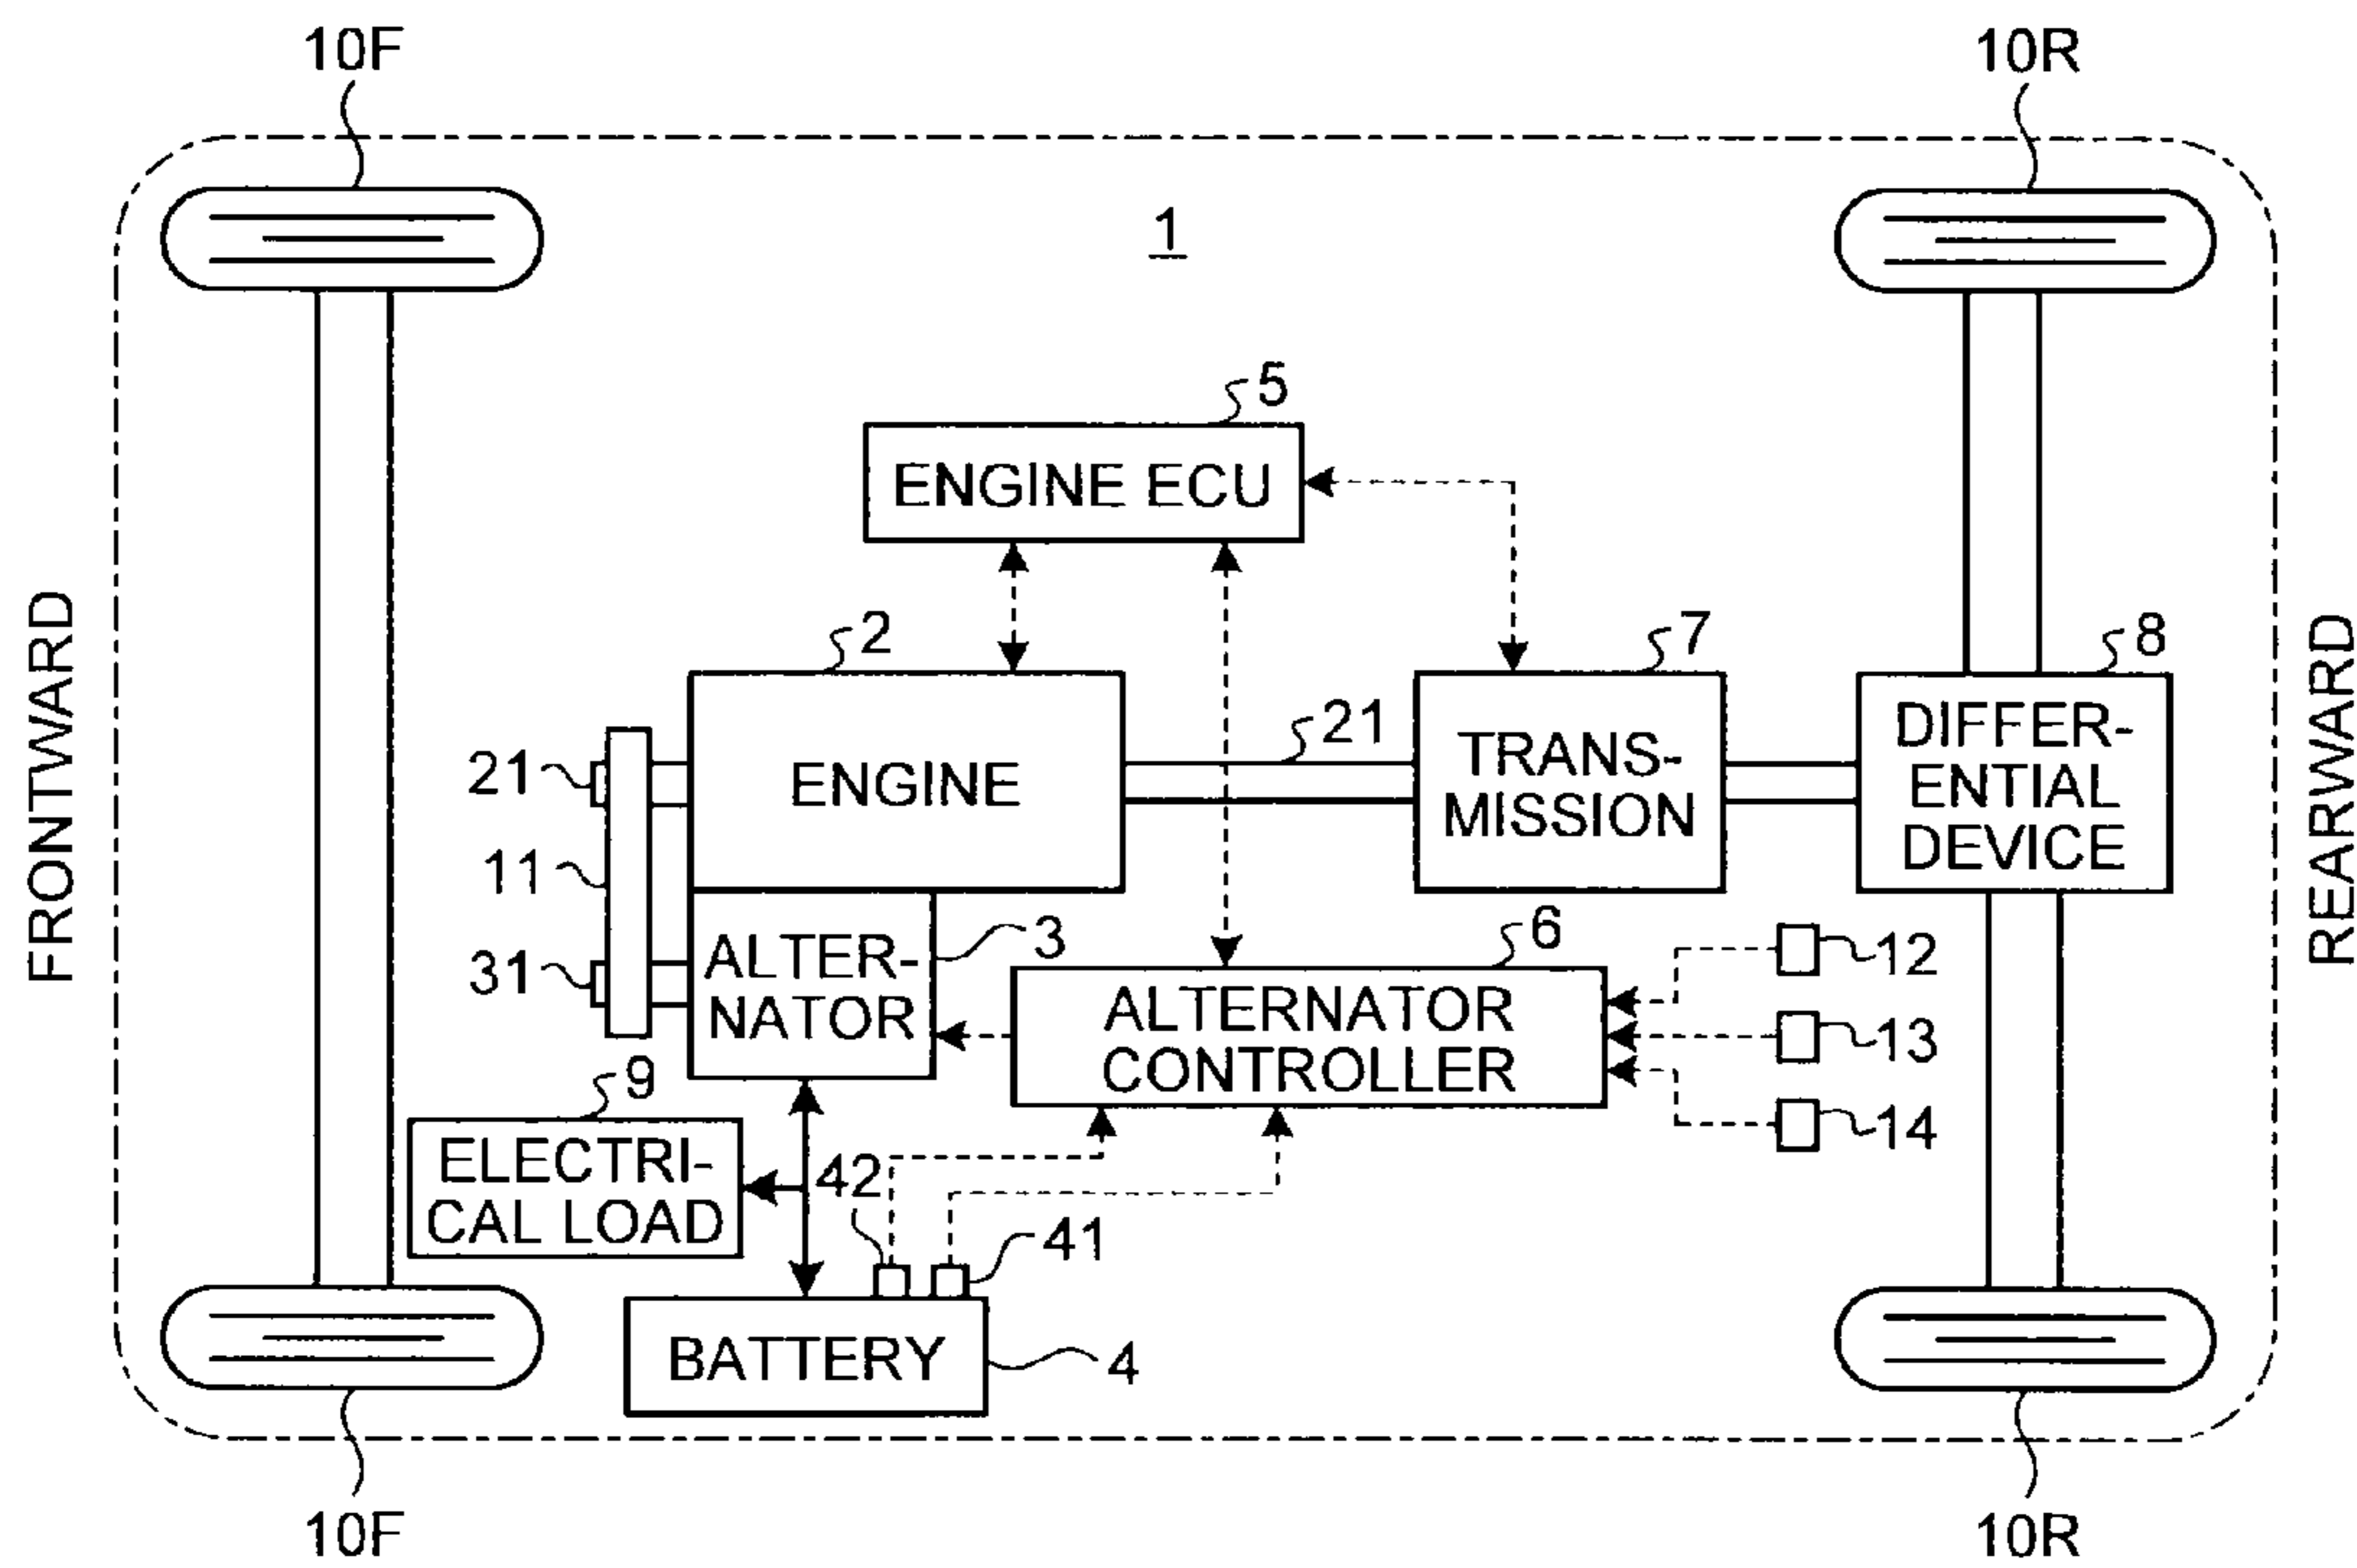 10F
10R
1
5
ENGINE ECU
2
7
8
FRONTWARD
REARWARD
21
ENGINE
21
TRANS-
MISSION
DIFFER-
ENTIAL
DEVICE
11
31
ALTER-
NATOR
3
6
ALTERNATOR
CONTROLLER
12
13
14
9
ELECTRI-
CAL LOAD
42
41
BATTERY
4
10F
10R